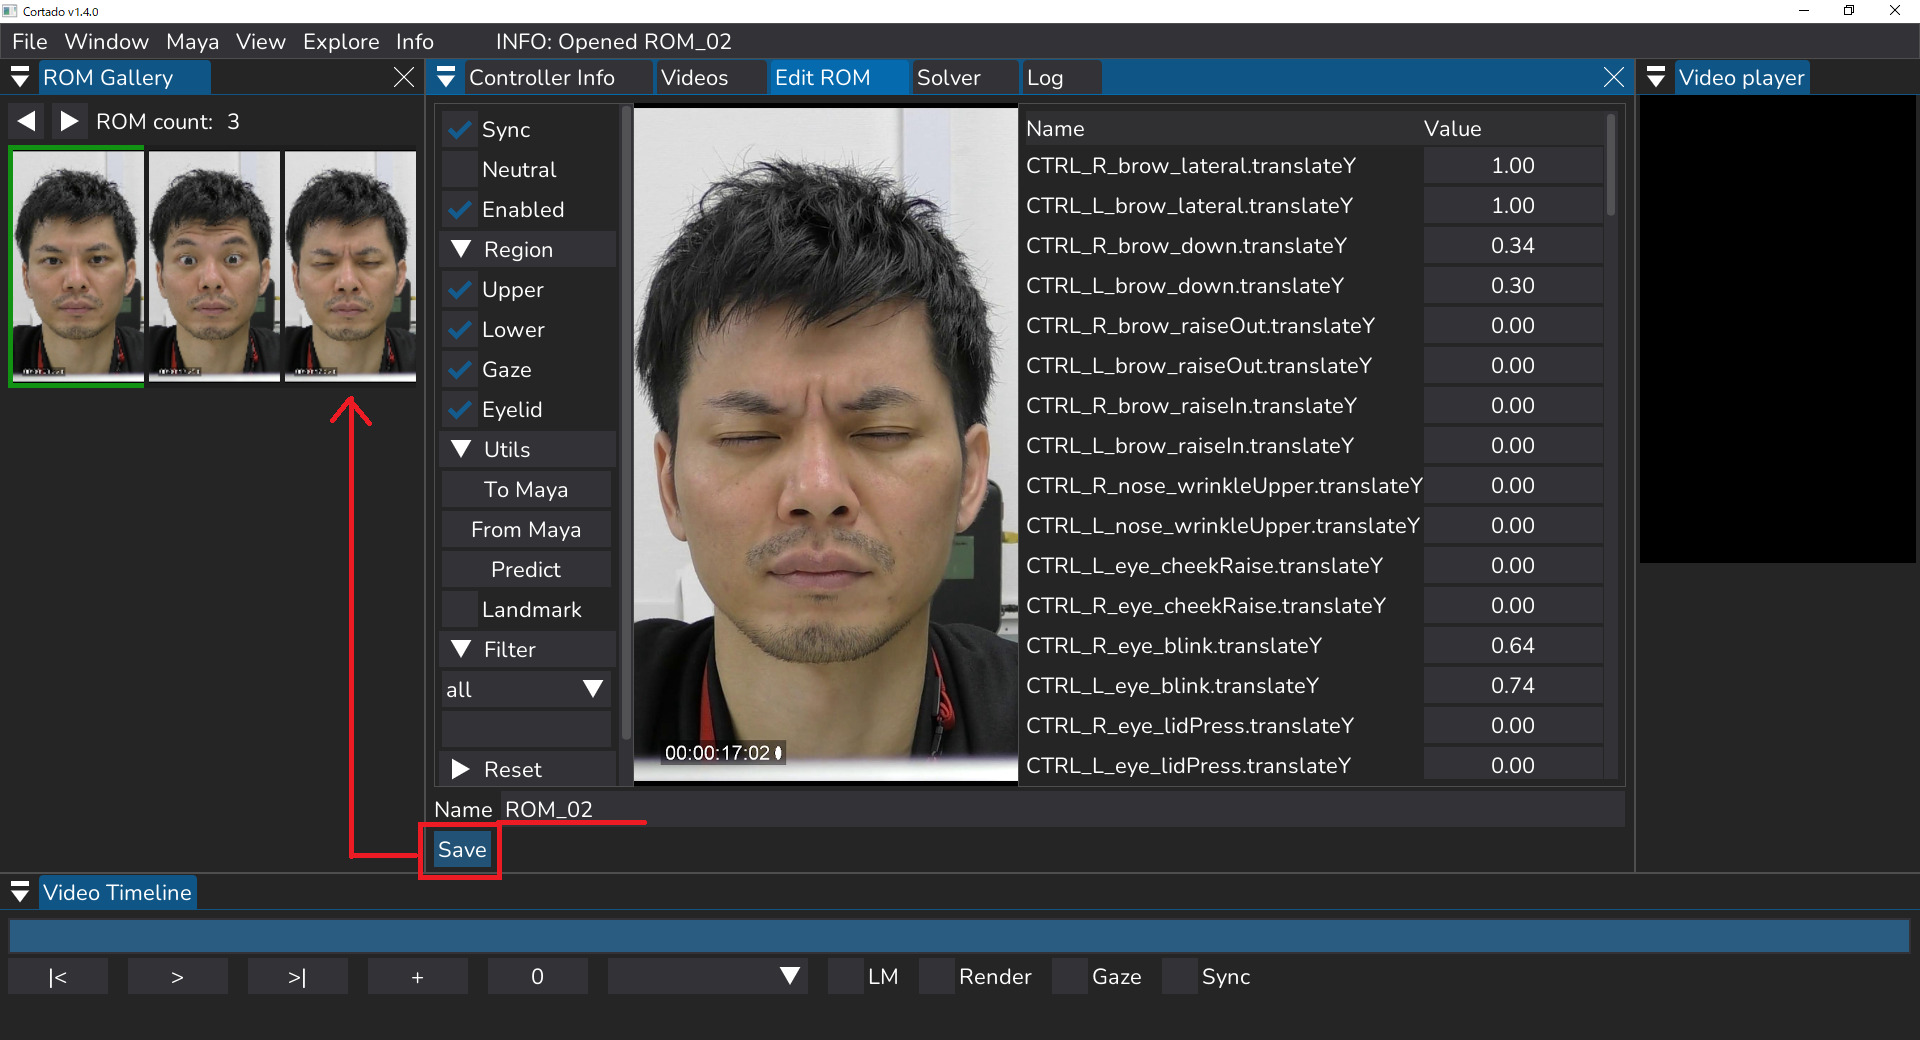 Cortado v1.4.0
File Window Maya View Explore Info INFO: Opened ROM_02
ROM Gallery
ROM count: 3
Controller Info Videos Edit ROM Solver Log
Sync
Neutral
Enabled
Region
Upper
Lower
Gaze
Eyelid
Utils
To Maya
From Maya
Predict
Landmark
Filter
all
Reset
00:00:17:02
Name Value
CTRL_R_brow_lateral.translateY 1.00
CTRL_L_brow_lateral.translateY 1.00
CTRL_R_brow_down.translateY 0.34
CTRL_L_brow_down.translateY 0.30
CTRL_R_brow_raiseOut.translateY 0.00
CTRL_L_brow_raiseOut.translateY 0.00
CTRL_R_brow_raiseIn.translateY 0.00
CTRL_L_brow_raiseIn.translateY 0.00
CTRL_R_nose_wrinkleUpper.translateY 0.00
CTRL_L_nose_wrinkleUpper.translateY 0.00
CTRL_L_eye_cheekRaise.translateY 0.00
CTRL_R_eye_cheekRaise.translateY 0.00
CTRL_R_eye_blink.translateY 0.64
CTRL_L_eye_blink.translateY 0.74
CTRL_R_eye_lidPress.translateY 0.00
CTRL_L_eye_lidPress.translateY 0.00
Name ROM_02
Save
Video player
Video Timeline
|< > >| + 0 LM Render Gaze Sync